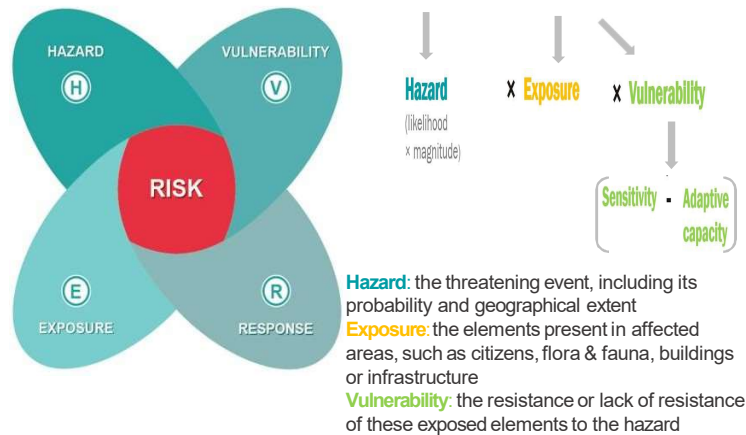 HAZARD
H
VULNERABILITY
V
RISK
E
EXPOSURE
R
RESPONSE
Hazard × Exposure × Vulnerability
(likelihood
× magnitude)
Sensitivity - Adaptive
capacity
Hazard: the threatening event, including its
probability and geographical extent
Exposure: the elements present in affected
areas, such as citizens, flora & fauna, buildings
or infrastructure
Vulnerability: the resistance or lack of resistance
of these exposed elements to the hazard